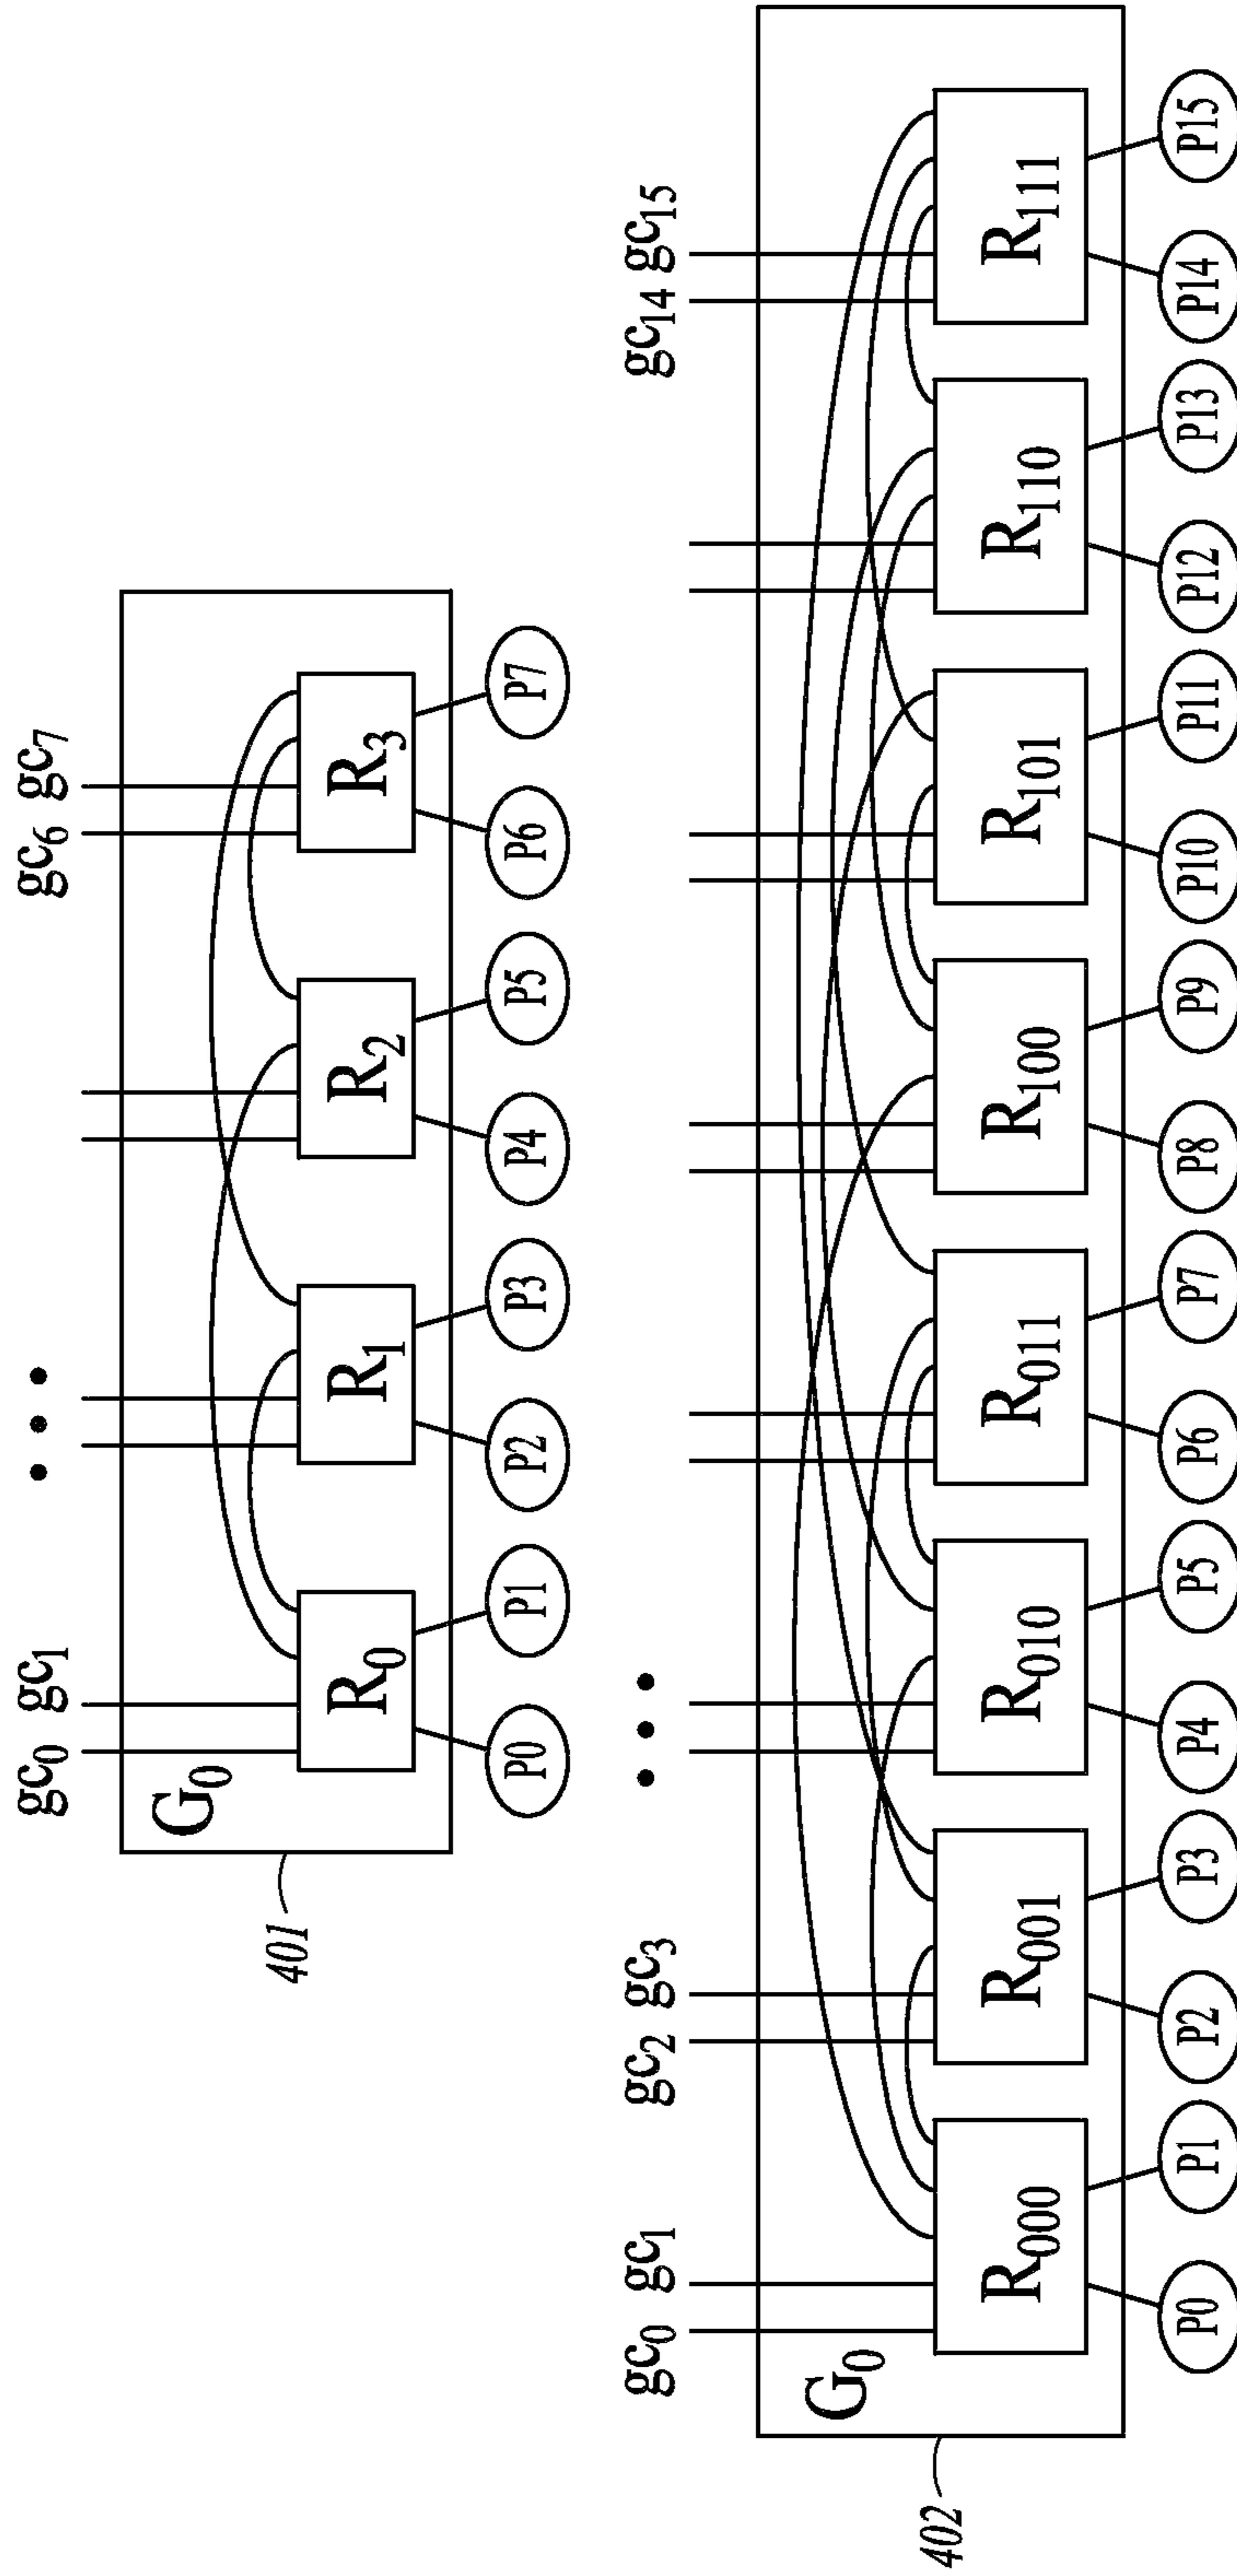 gc0 gc1 • • • gc6 gc7
G0
R0 R1 R2 R3
P0 P1 P2 P3 P4 P5 P6 P7
401
gc0 gc1 gc2 gc3 • • • gc14 gc15
G0
R000 R001 R010 R011 R100 R101 R110 R111
P0 P1 P2 P3 P4 P5 P6 P7 P8 P9 P10 P11 P12 P13 P14 P15
402